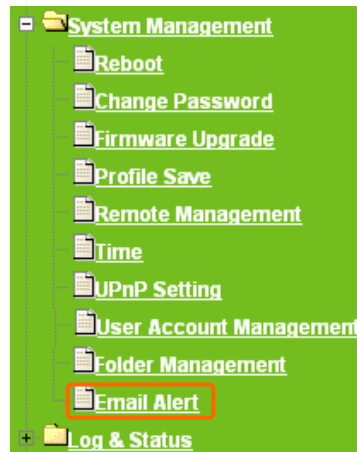 System Management
Reboot
Change Password
Firmware Upgrade
Profile Save
Remote Management
Time
UPnP Setting
User Account Management
Folder Management
Email Alert
Log & Status